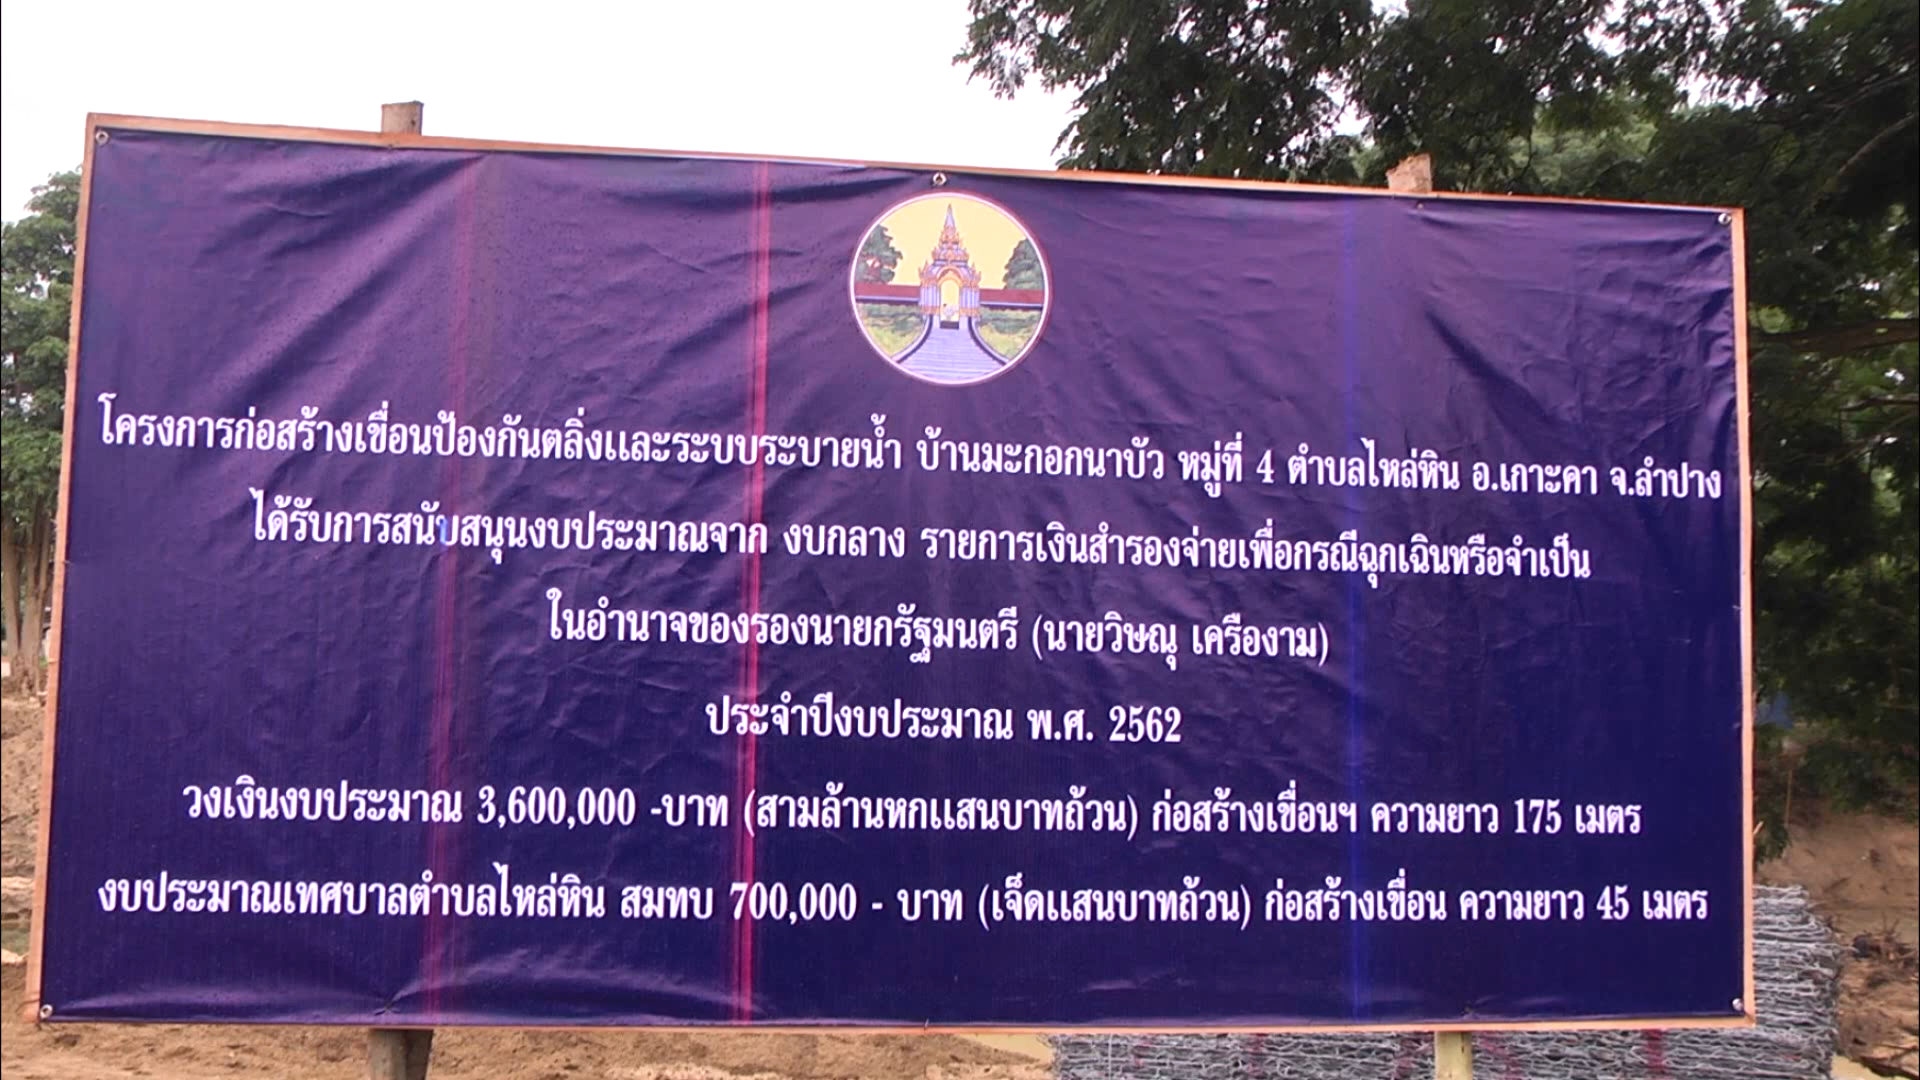 โครงการก่อสร้างเขื่อนป้องกันตลิ่งและระบบระบายน้ำ บ้านมะกอกนาบัว หมู่ที่ 4 ตำบลไหล่หิน อ.เกาะคา จ.ลำปาง
ได้รับการสนับสนุนงบประมาณจาก งบกลาง รายการเงินสำรองจ่ายเพื่อกรณีฉุกเฉินหรือจำเป็น
ในอำนาจของรองนายกรัฐมนตรี (นายวิษณุ เครืองาม)
ประจำปีงบประมาณ พ.ศ. 2562
วงเงินงบประมาณ 3,600,000 -บาท (สามล้านหกแสนบาทถ้วน) ก่อสร้างเขื่อนฯ ความยาว 175 เมตร
งบประมาณเทศบาลตำบลไหล่หิน สมทบ 700,000 - บาท (เจ็ดแสนบาทถ้วน) ก่อสร้างเขื่อน ความยาว 45 เมตร